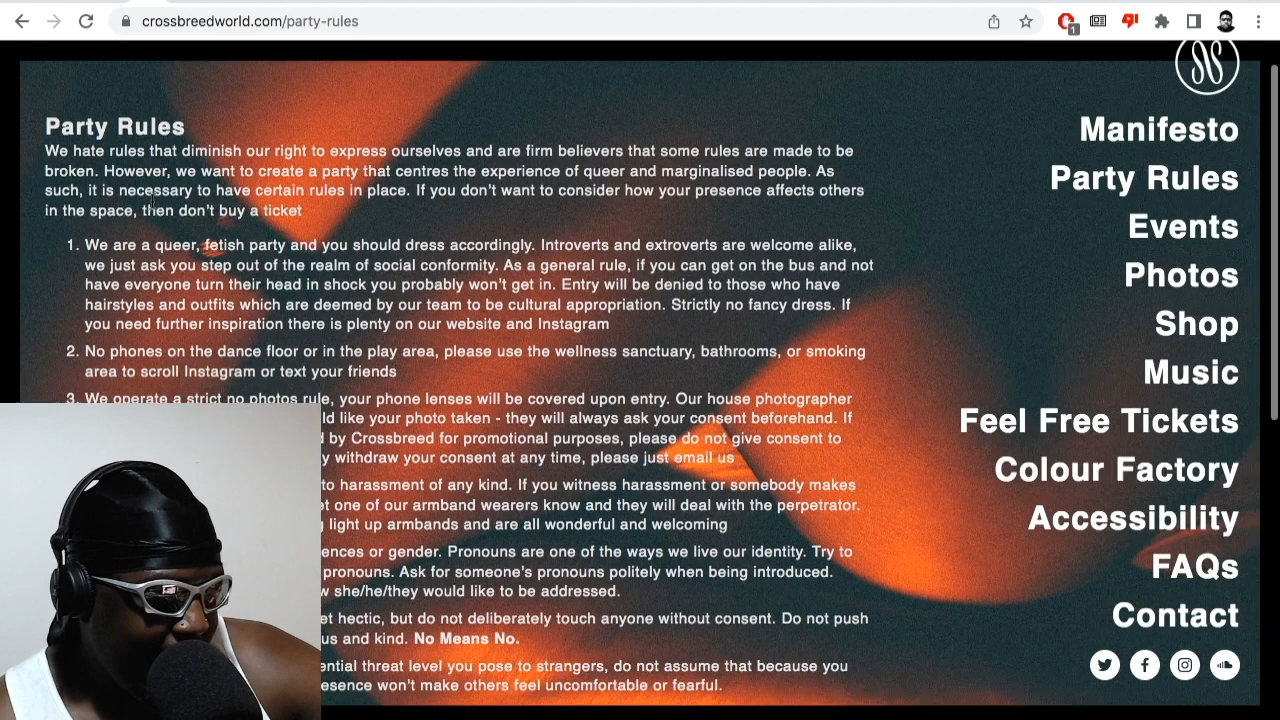 crossbreedworld.com/party-rules
1
Party Rules
We hate rules that diminish our right to express ourselves and are firm believers that some rules are made to be
broken. However, we want to create a party that centres the experience of queer and marginalised people. As
such, it is necessary to have certain rules in place. If you don't want to consider how your presence affects others
in the space, then don't buy a ticket
1. We are a queer, fetish party and you should dress accordingly. Introverts and extroverts are welcome alike,
we just ask you step out of the realm of social conformity. As a general rule, if you can get on the bus and not
have everyone turn their head in shock you probably won't get in. Entry will be denied to those who have
hairstyles and outfits which are deemed by our team to be cultural appropriation. Strictly no fancy dress. If
you need further inspiration there is plenty on our website and Instagram
2. No phones on the dance floor or in the play area, please use the wellness sanctuary, bathrooms, or smoking
area to scroll Instagram or text your friends
3. We operate a strict no photos rule, your phone lenses will be covered upon entry. Our house photographer
like your photo taken - they will always ask your consent beforehand. If
by Crossbreed for promotional purposes, please do not give consent to
withdraw your consent at any time, please just email us
to harassment of any kind. If you witness harassment or somebody makes
one of our armband wearers know and they will deal with the perpetrator.
light up armbands and are all wonderful and welcoming
or gender. Pronouns are one of the ways we live our identity. Try to
pronouns. Ask for someone's pronouns politely when being introduced.
she/he/they would like to be addressed.
hectic, but do not deliberately touch anyone without consent. Do not push
and kind. No Means No.
threat level you pose to strangers, do not assume that because you
won't make others feel uncomfortable or fearful.
Manifesto
Party Rules
Events
Photos
Shop
Music
Feel Free Tickets
Colour Factory
Accessibility
FAQs
Contact